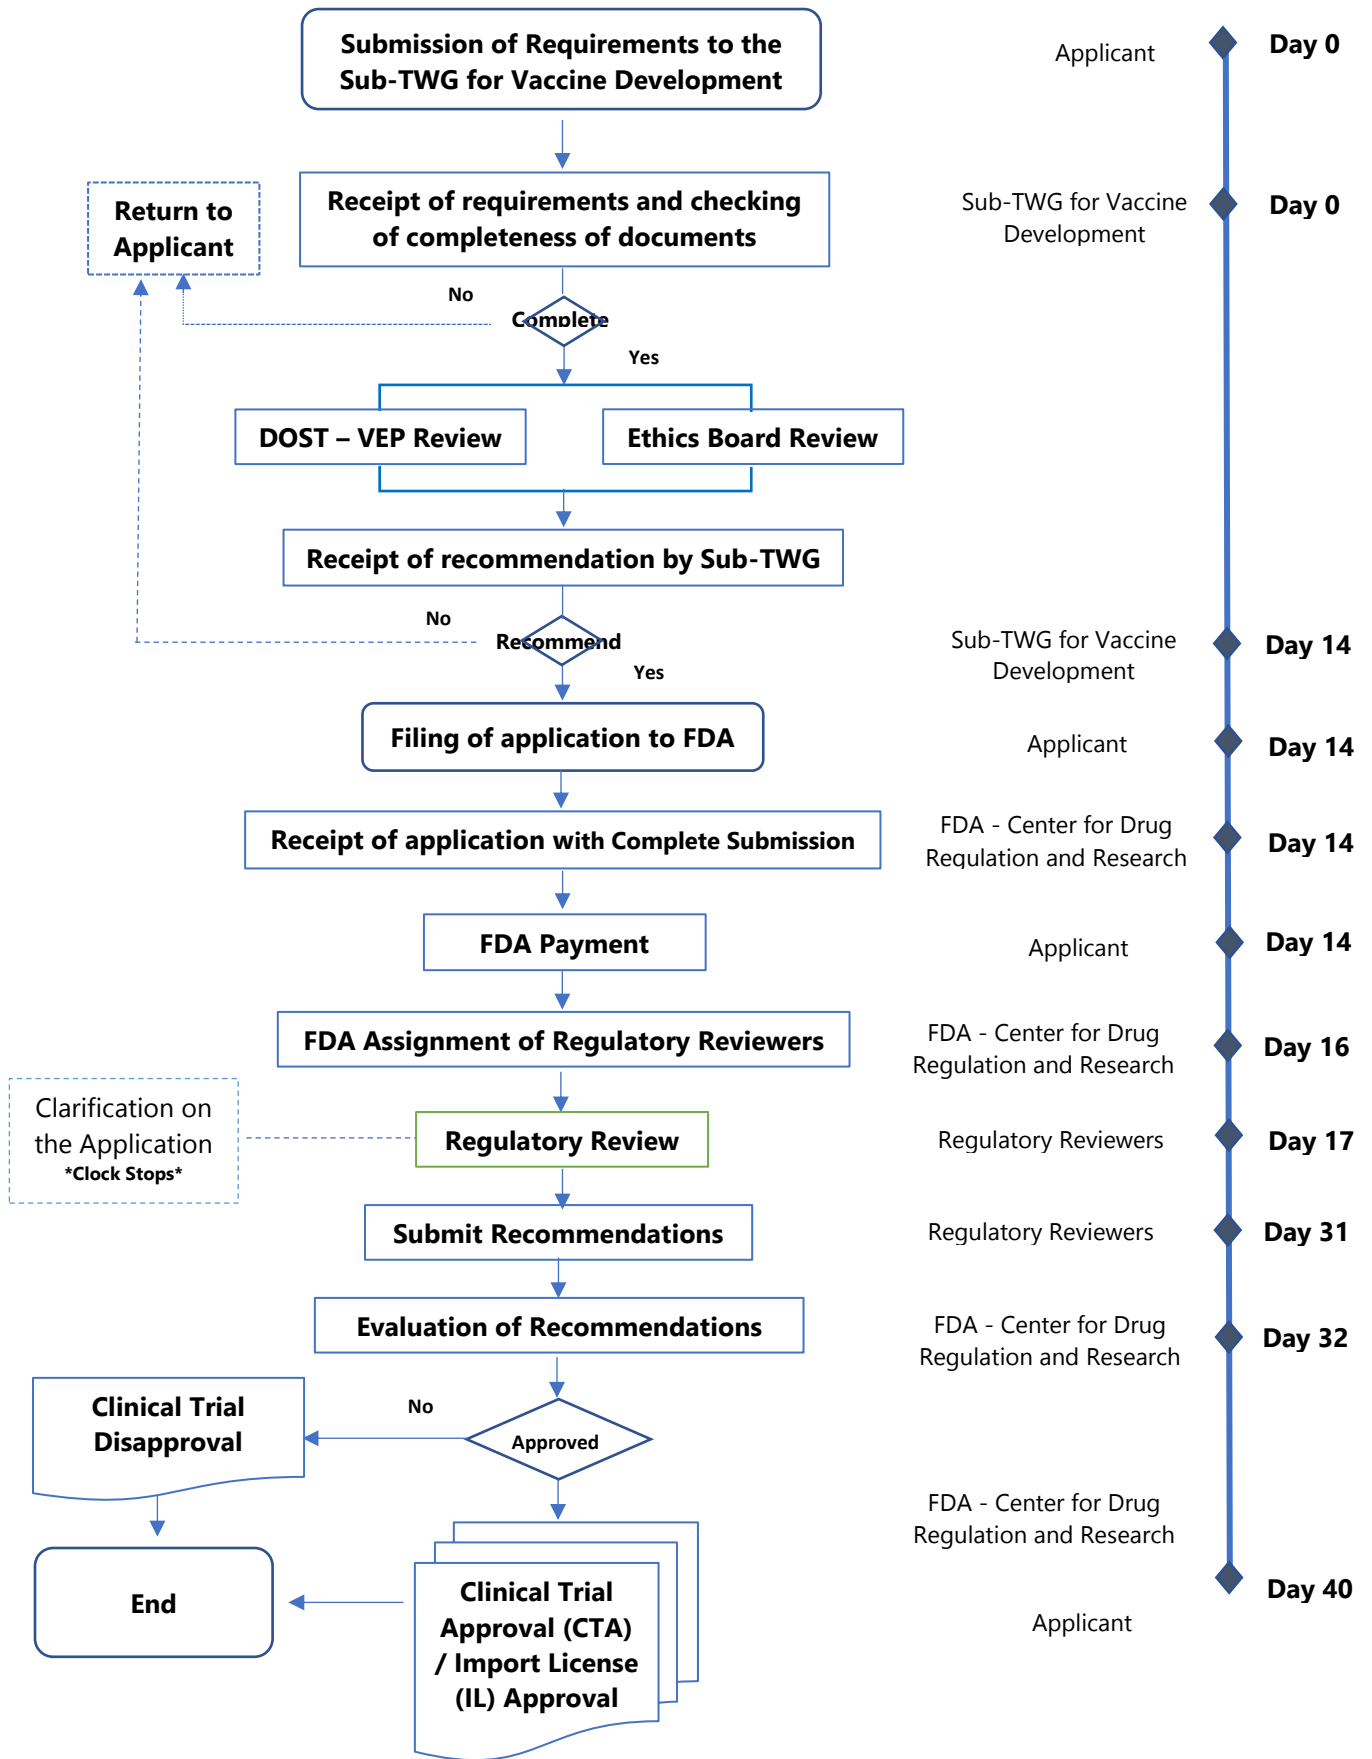 Submission of Requirements to the
Sub-TWG for Vaccine Development
Applicant
Day 0
Return to
Applicant
Receipt of requirements and checking
of completeness of documents
Sub-TWG for Vaccine
Development
Day 0
No
Complete
Yes
DOST – VEP Review
Ethics Board Review
Receipt of recommendation by Sub-TWG
No
Recommend
Yes
Sub-TWG for Vaccine
Development
Day 14
Filing of application to FDA
Applicant
Day 14
Receipt of application with Complete Submission
FDA - Center for Drug
Regulation and Research
Day 14
FDA Payment
Applicant
Day 14
FDA Assignment of Regulatory Reviewers
FDA - Center for Drug
Regulation and Research
Day 16
Clarification on
the Application
*Clock Stops*
Regulatory Review
Regulatory Reviewers
Day 17
Submit Recommendations
Regulatory Reviewers
Day 31
Evaluation of Recommendations
FDA - Center for Drug
Regulation and Research
Day 32
Clinical Trial
Disapproval
No
Approved
FDA - Center for Drug
Regulation and Research
End
Clinical Trial
Approval (CTA)
/ Import License
(IL) Approval
Day 40
Applicant